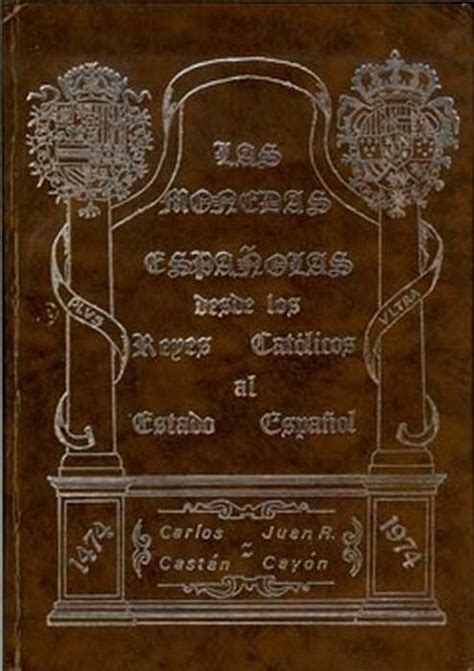 LAS
MONEDAS
ESPAÑOLAS
desde los
Reyes Católicos
al
Estado Español
PLVS
VLTRA
1474
Carlos Juan R.
~
Castán Cayón
1974